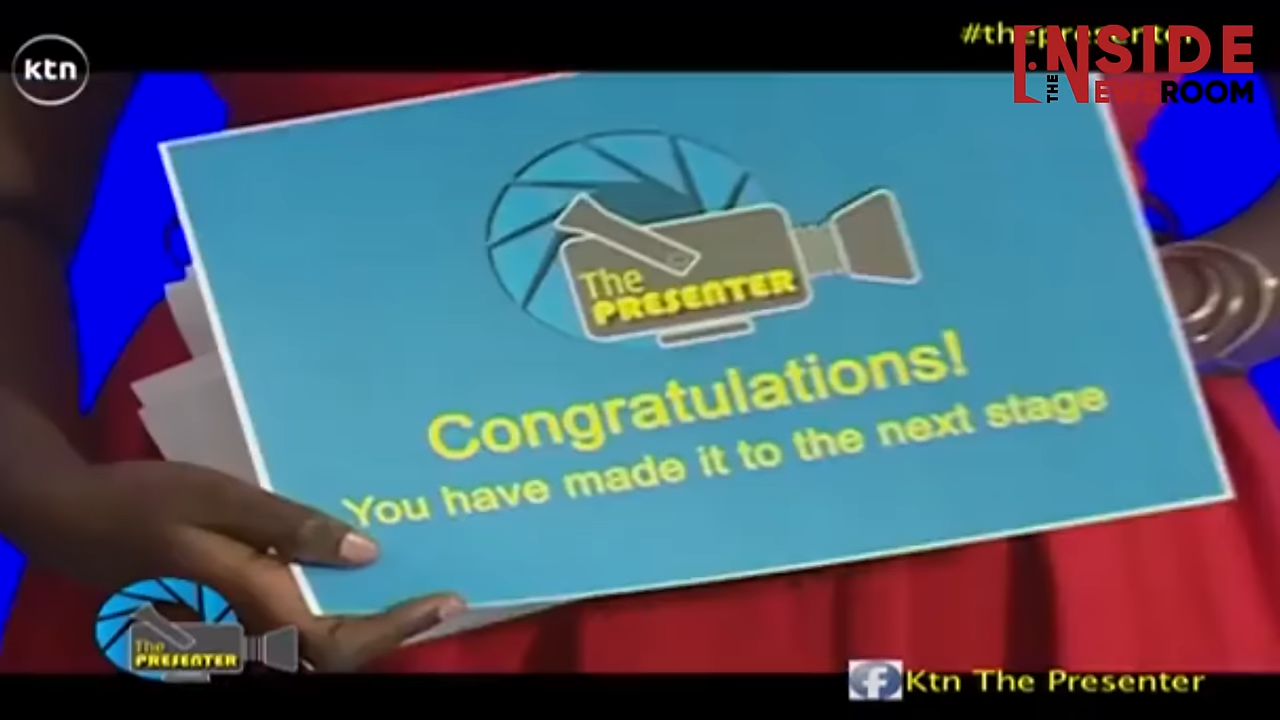 ktn
#thepresenter
INSIDE
THE NEWSROOM
The
PRESENTER
Congratulations!
You have made it to the next stage
The
PRESENTER
Ktn The Presenter